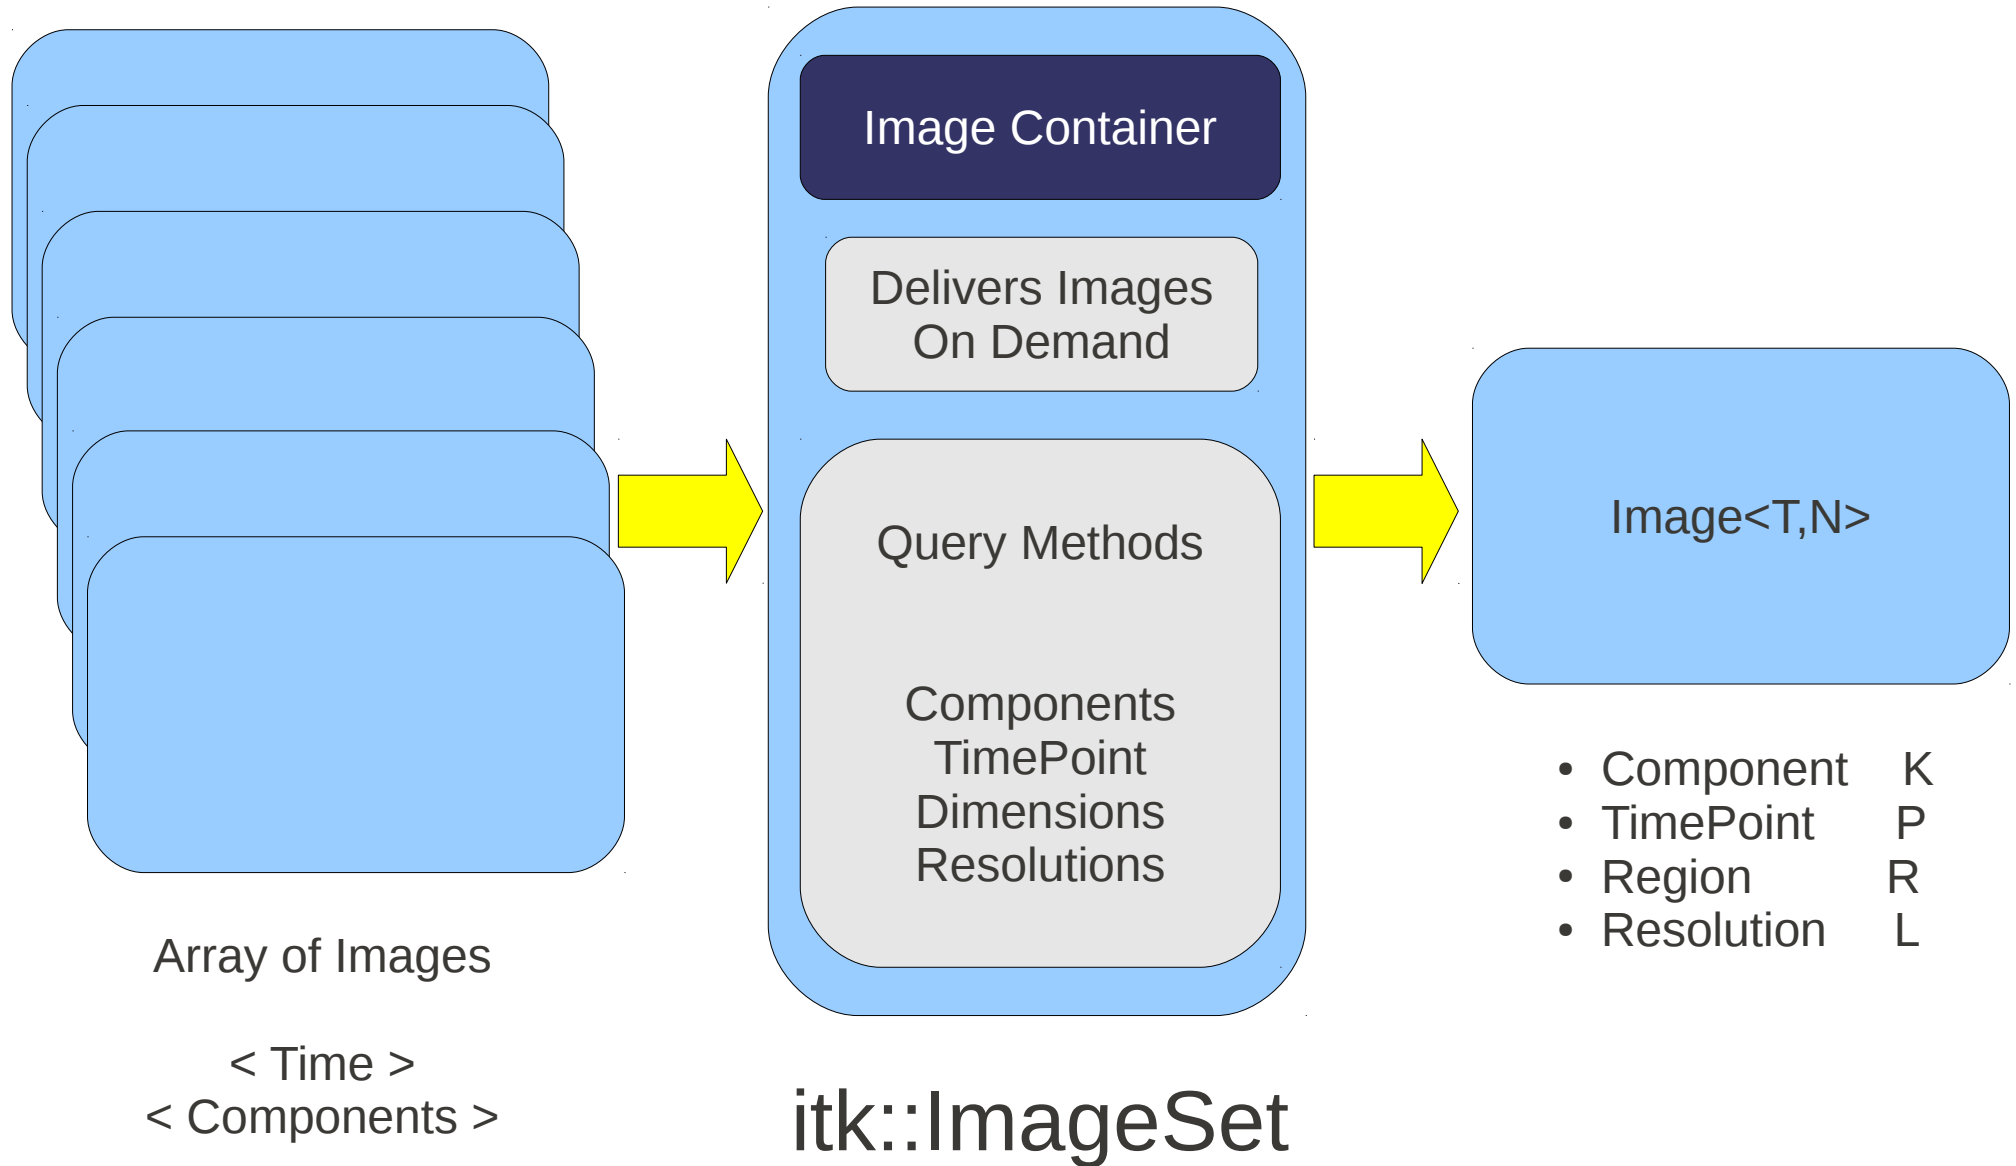 Array of Images
< Time >
< Components >
Image Container
Delivers Images
On Demand
Query Methods
Components
TimePoint
Dimensions
Resolutions
itk::ImageSet
Image<T,N>
• Component K
• TimePoint P
• Region R
• Resolution L